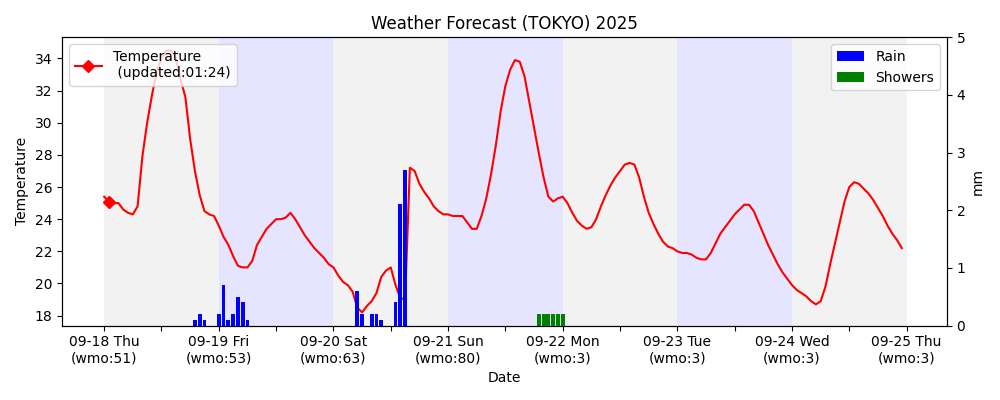 Weather Forecast (TOKYO) 2025
Temperature
(updated:01:24)
Rain
Showers
34
32
30
28
26
24
22
20
18
Temperature
5
4
3
2
1
0
mm
09-18 Thu
(wmo:51)
09-19 Fri
(wmo:53)
09-20 Sat
(wmo:63)
09-21 Sun
(wmo:80)
09-22 Mon
(wmo:3)
09-23 Tue
(wmo:3)
09-24 Wed
(wmo:3)
09-25 Thu
(wmo:3)
Date